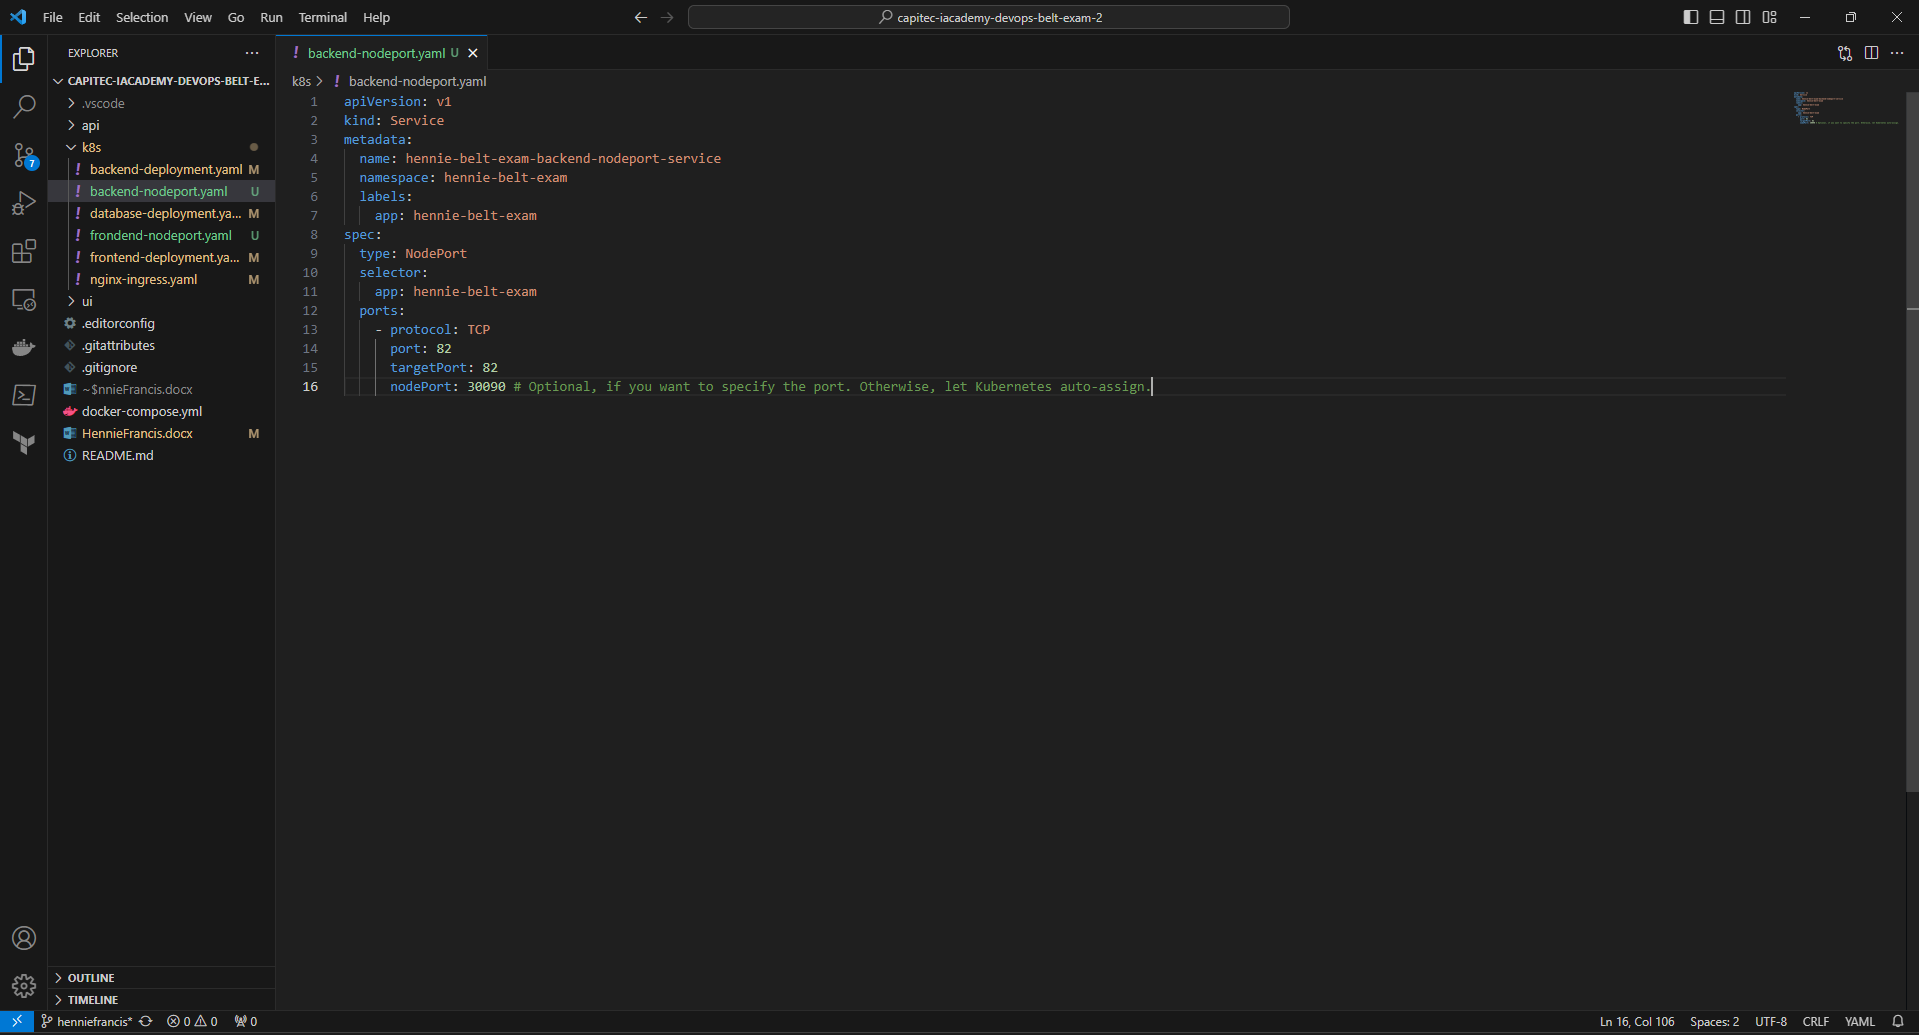 File Edit Selection View Go Run Terminal Help
capitec-iacademy-devops-belt-exam-2
EXPLORER
CAPITEC-IACADEMY-DEVOPS-BELT-E...
.vscode
api
k8s
backend-deployment.yaml M
backend-nodeport.yaml U
database-deployment.ya... M
frondend-nodeport.yaml U
frontend-deployment.ya... M
nginx-ingress.yaml M
ui
.editorconfig
.gitattributes
.gitignore
~$nnieFrancis.docx
docker-compose.yml
HennieFrancis.docx M
README.md
7
OUTLINE
TIMELINE
backend-nodeport.yaml U
k8s > ! backend-nodeport.yaml
1 apiVersion: v1
2 kind: Service
3 metadata:
4 name: hennie-belt-exam-backend-nodeport-service
5 namespace: hennie-belt-exam
6 labels:
7 app: hennie-belt-exam
8 spec:
9 type: NodePort
10 selector:
11 app: hennie-belt-exam
12 ports:
13 - protocol: TCP
14 port: 82
15 targetPort: 82
16 nodePort: 30090 # Optional, if you want to specify the port. Otherwise, let Kubernetes auto-assign.
henniefrancis* 0 0 0
Ln 16, Col 106 Spaces: 2 UTF-8 CRLF YAML